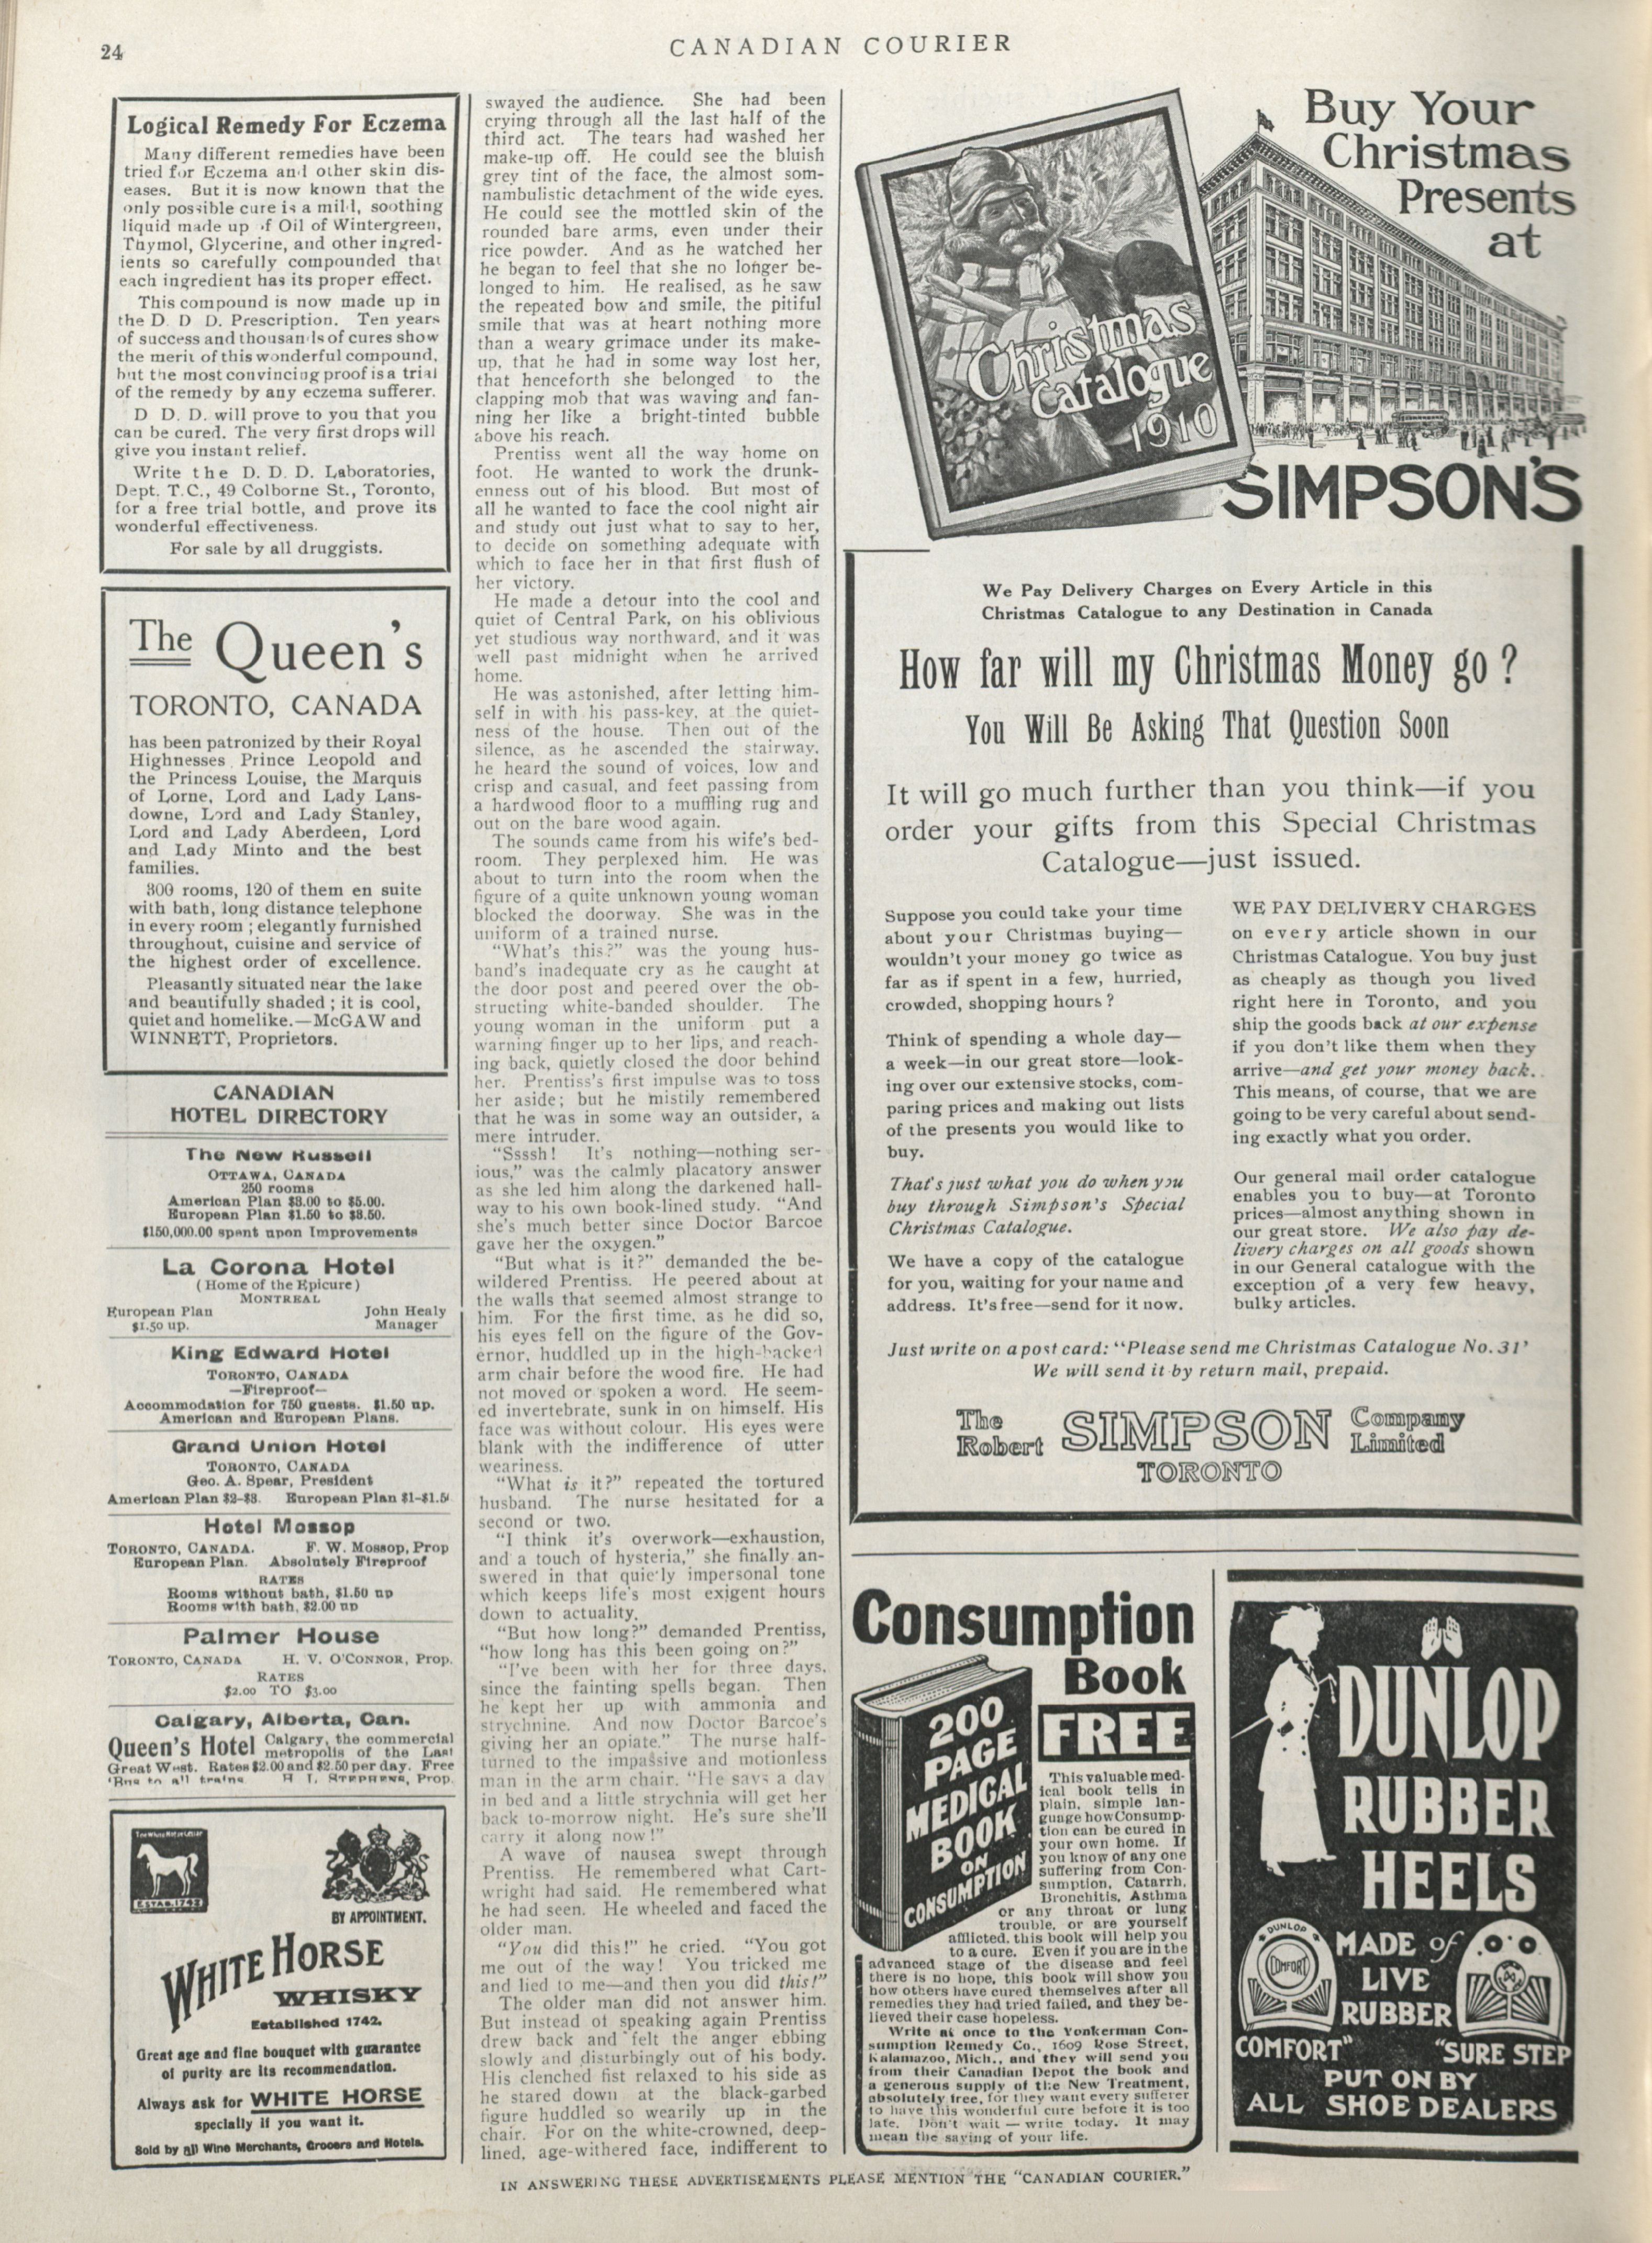 24
CANADIAN COURIER
Logical Remedy For Eczema
Many different remedies have been
tried for Eczema and other skin dis-
eases. But it is now known that the
only possible cure is a mild, soothing
liquid made up of Oil of Wintergreen,
Thymol, Glycerine, and other ingred-
ients so carefully compounded that
each ingredient has its proper effect.
This compound is now made up in
the D. D D. Prescription. Ten years
of success and thousands of cures show
the merit of this wonderful compound,
but the most convincing proof is a trial
of the remedy by any eczema sufferer.
D D. D. will prove to you that you
can be cured. The very first drops will
give you instant relief.
Write the D. D. D. Laboratories,
Dept. T.C., 49 Colborne St., Toronto,
for a free trial bottle, and prove its
wonderful effectiveness.
For sale by all druggists.
The Queen's
TORONTO, CANADA
has been patronized by their Royal
Highnesses Prince Leopold and
the Princess Louise, the Marquis
of Lorne, Lord and Lady Lans-
downe, Lord and Lady Stanley,
Lord and Lady Aberdeen, Lord
and Lady Minto and the best
families.
300 rooms, 120 of them en suite
with bath, long distance telephone
in every room ; elegantly furnished
throughout, cuisine and service of
the highest order of excellence.
Pleasantly situated near the lake
and beautifully shaded ; it is cool,
quiet and homelike.—McGAW and
WINNETT, Proprietors.
CANADIAN
HOTEL DIRECTORY
The New Russell
OTTAWA, CANADA
250 rooms
American Plan $3.00 to $5.00.
European Plan $1.50 to $3.50.
$150,000.00 spent upon Improvements
La Corona Hotel
(Home of the Epicure)
MONTREAL
European Plan John Healy
$1.50 up. Manager
King Edward Hotel
TORONTO, CANADA
—Fireproof—
Accommodation for 750 guests. $1.50 up.
American and European Plans.
Grand Union Hotel
TORONTO, CANADA
Geo. A. Spear, President
American Plan $2-$3. European Plan $1-$1.5
Hotel Mossop
TORONTO, CANADA. F. W. Mossop, Prop
European Plan. Absolutely Fireproof
RATES
Rooms without bath, $1.50 up
Rooms with bath, $2.00 up
Palmer House
TORONTO, CANADA H. V. O'CONNOR, Prop.
RATES
$2.00 TO $3.00
Calgary, Alberta, Can.
Queen's Hotel Calgary, the commercial
metropolis of the Last
Great West. Rates $2.00 and $2.50 per day. Free
'Bus to all trains H L STEPHENS, Prop.
The White Horse Cellar
ESTAB. 1742
BY APPOINTMENT.
WHITE HORSE
WHISKY
Established 1742.
Great age and fine bouquet with guarantee
of purity are its recommendation.
Always ask for WHITE HORSE
specially if you want it.
Sold by all Wine Merchants, Grocers and Hotels.
swayed the audience. She had been
crying through all the last half of the
third act. The tears had washed her
make-up off. He could see the bluish
grey tint of the face, the almost som-
nambulistic detachment of the wide eyes.
He could see the mottled skin of the
rounded bare arms, even under their
rice powder. And as he watched her
he began to feel that she no longer be-
longed to him. He realised, as he saw
the repeated bow and smile, the pitiful
smile that was at heart nothing more
than a weary grimace under its make-
up, that he had in some way lost her,
that henceforth she belonged to the
clapping mob that was waving and fan-
ning her like a bright-tinted bubble
above his reach.
Prentiss went all the way home on
foot. He wanted to work the drunk-
enness out of his blood. But most of
all he wanted to face the cool night air
and study out just what to say to her,
to decide on something adequate with
which to face her in that first flush of
her victory.
He made a detour into the cool and
quiet of Central Park, on his oblivious
yet studious way northward, and it was
well past midnight when he arrived
home.
He was astonished, after letting him-
self in with his pass-key, at the quiet-
ness of the house. Then out of the
silence, as he ascended the stairway,
he heard the sound of voices, low and
crisp and casual, and feet passing from
a hardwood floor to a muffling rug and
out on the bare wood again.
The sounds came from his wife's bed-
room. They perplexed him. He was
about to turn into the room when the
figure of a quite unknown young woman
blocked the doorway. She was in the
uniform of a trained nurse.
"What's this?" was the young hus-
band's inadequate cry as he caught at
the door post and peered over the ob-
structing white-banded shoulder. The
young woman in the uniform put a
warning finger up to her lips, and reach-
ing back, quietly closed the door behind
her. Prentiss's first impulse was to toss
her aside; but he mistily remembered
that he was in some way an outsider, a
mere intruder.
"Ssssh! It's nothing—nothing ser-
ious," was the calmly placatory answer
as she led him along the darkened hall-
way to his own book-lined study. "And
she's much better since Doctor Barcoe
gave her the oxygen."
"But what is it?" demanded the be-
wildered Prentiss. He peered about at
the walls that seemed almost strange to
him. For the first time, as he did so,
his eyes fell on the figure of the Gov-
ernor, huddled up in the high-backed
arm chair before the wood fire. He had
not moved or spoken a word. He seem-
ed invertebrate, sunk in on himself. His
face was without colour. His eyes were
blank with the indifference of utter
weariness.
"What is it?" repeated the tortured
husband. The nurse hesitated for a
second or two.
"I think it's overwork—exhaustion,
and a touch of hysteria," she finally an-
swered in that quietly impersonal tone
which keeps life's most exigent hours
down to actuality.
"But how long?" demanded Prentiss,
"how long has this been going on?"
"I've been with her for three days,
since the fainting spells began. Then
he kept her up with ammonia and
strychnine. And now Doctor Barcoe's
giving her an opiate." The nurse half-
turned to the impassive and motionless
man in the arm chair. "He says a day
in bed and a little strychnia will get her
back to-morrow night. He's sure she'll
carry it along now!"
A wave of nausea swept through
Prentiss. He remembered what Cart-
wright had said. He remembered what
he had seen. He wheeled and faced the
older man.
"You did this!" he cried. "You got
me out of the way! You tricked me
and lied to me—and then you did this!"
The older man did not answer him.
But instead of speaking again Prentiss
drew back and felt the anger ebbing
slowly and disturbingly out of his body.
His clenched fist relaxed to his side as
he stared down at the black-garbed
figure huddled so wearily up in the
chair. For on the white-crowned, deep-
lined, age-withered face, indifferent to
Christmas
Catalogue
1910
Buy Your
Christmas
Presents
at
SIMPSON'S
We Pay Delivery Charges on Every Article in this
Christmas Catalogue to any Destination in Canada
How far will my Christmas Money go ?
You Will Be Asking That Question Soon
It will go much further than you think—if you
order your gifts from this Special Christmas
Catalogue—just issued.
Suppose you could take your time
about your Christmas buying—
wouldn't your money go twice as
far as if spent in a few, hurried,
crowded, shopping hours ?
Think of spending a whole day—
a week—in our great store—look-
ing over our extensive stocks, com-
paring prices and making out lists
of the presents you would like to
buy.
That's just what you do when you
buy through Simpson's Special
Christmas Catalogue.
We have a copy of the catalogue
for you, waiting for your name and
address. It's free—send for it now.
WE PAY DELIVERY CHARGES
on every article shown in our
Christmas Catalogue. You buy just
as cheaply as though you lived
right here in Toronto, and you
ship the goods back at our expense
if you don't like them when they
arrive—and get your money back.
This means, of course, that we are
going to be very careful about send-
ing exactly what you order.
Our general mail order catalogue
enables you to buy—at Toronto
prices—almost anything shown in
our great store. We also pay de-
livery charges on all goods shown
in our General catalogue with the
exception of a very few heavy,
bulky articles.
Just write on a post card: "Please send me Christmas Catalogue No. 31'
We will send it by return mail, prepaid.
The Robert SIMPSON Company Limited
TORONTO
Consumption
Book
FREE
200
PAGE
MEDICAL
BOOK
ON
CONSUMPTION
This valuable med-
ical book tells in
plain, simple lan-
guage how Consump-
tion can be cured in
your own home. If
you know of any one
suffering from Con-
sumption, Catarrh,
Bronchitis, Asthma
or any throat or lung
trouble, or are yourself
afflicted, this book will help you
to a cure. Even if you are in the
advanced stage of the disease and feel
there is no hope, this book will show you
how others have cured themselves after all
remedies they had tried failed, and they be-
lieved their case hopeless.
Write at once to the Yonkerman Con-
sumption Remedy Co., 1609 Rose Street,
Kalamazoo, Mich., and they will send you
from their Canadian Depot the book and
a generous supply of the New Treatment,
absolutely free, for they want every sufferer
to have this wonderful cure before it is too
late. Don't wait — write today. It may
mean the saving of your life.
DUNLOP
RUBBER
HEELS
MADE of
LIVE
RUBBER
DUNLOP
COMFORT
COMFORT"
"SURE STEP
PUT ON BY
ALL SHOE DEALERS
IN ANSWERING THESE ADVERTISEMENTS PLEASE MENTION THE "CANADIAN COURIER."